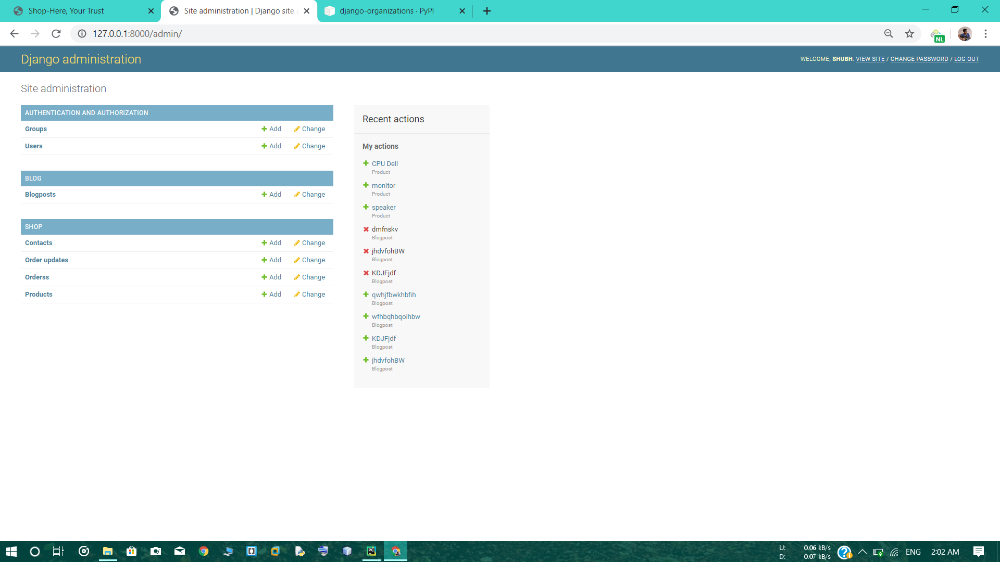 Shop-Here, Your Trust
Site administration | Django site
django-organizations · PyPI
127.0.0.1:8000/admin/
NL
Django administration
WELCOME, SHUBH. VIEW SITE / CHANGE PASSWORD / LOG OUT
Site administration
AUTHENTICATION AND AUTHORIZATION
Groups Add Change
Users Add Change
BLOG
Blogposts Add Change
SHOP
Contacts Add Change
Order updates Add Change
Orderss Add Change
Products Add Change
Recent actions
My actions
CPU Dell
Product
monitor
Product
speaker
Product
dmfnskv
Blogpost
jhdvfohBW
Blogpost
KDJFjdf
Blogpost
qwhjfbwkhbfih
Blogpost
wfhbqhbqoihbw
Blogpost
KDJFjdf
Blogpost
jhdvfohBW
Blogpost
PC
U: 0.06 kB/s
D: 0.07 kB/s
ENG
2:02 AM